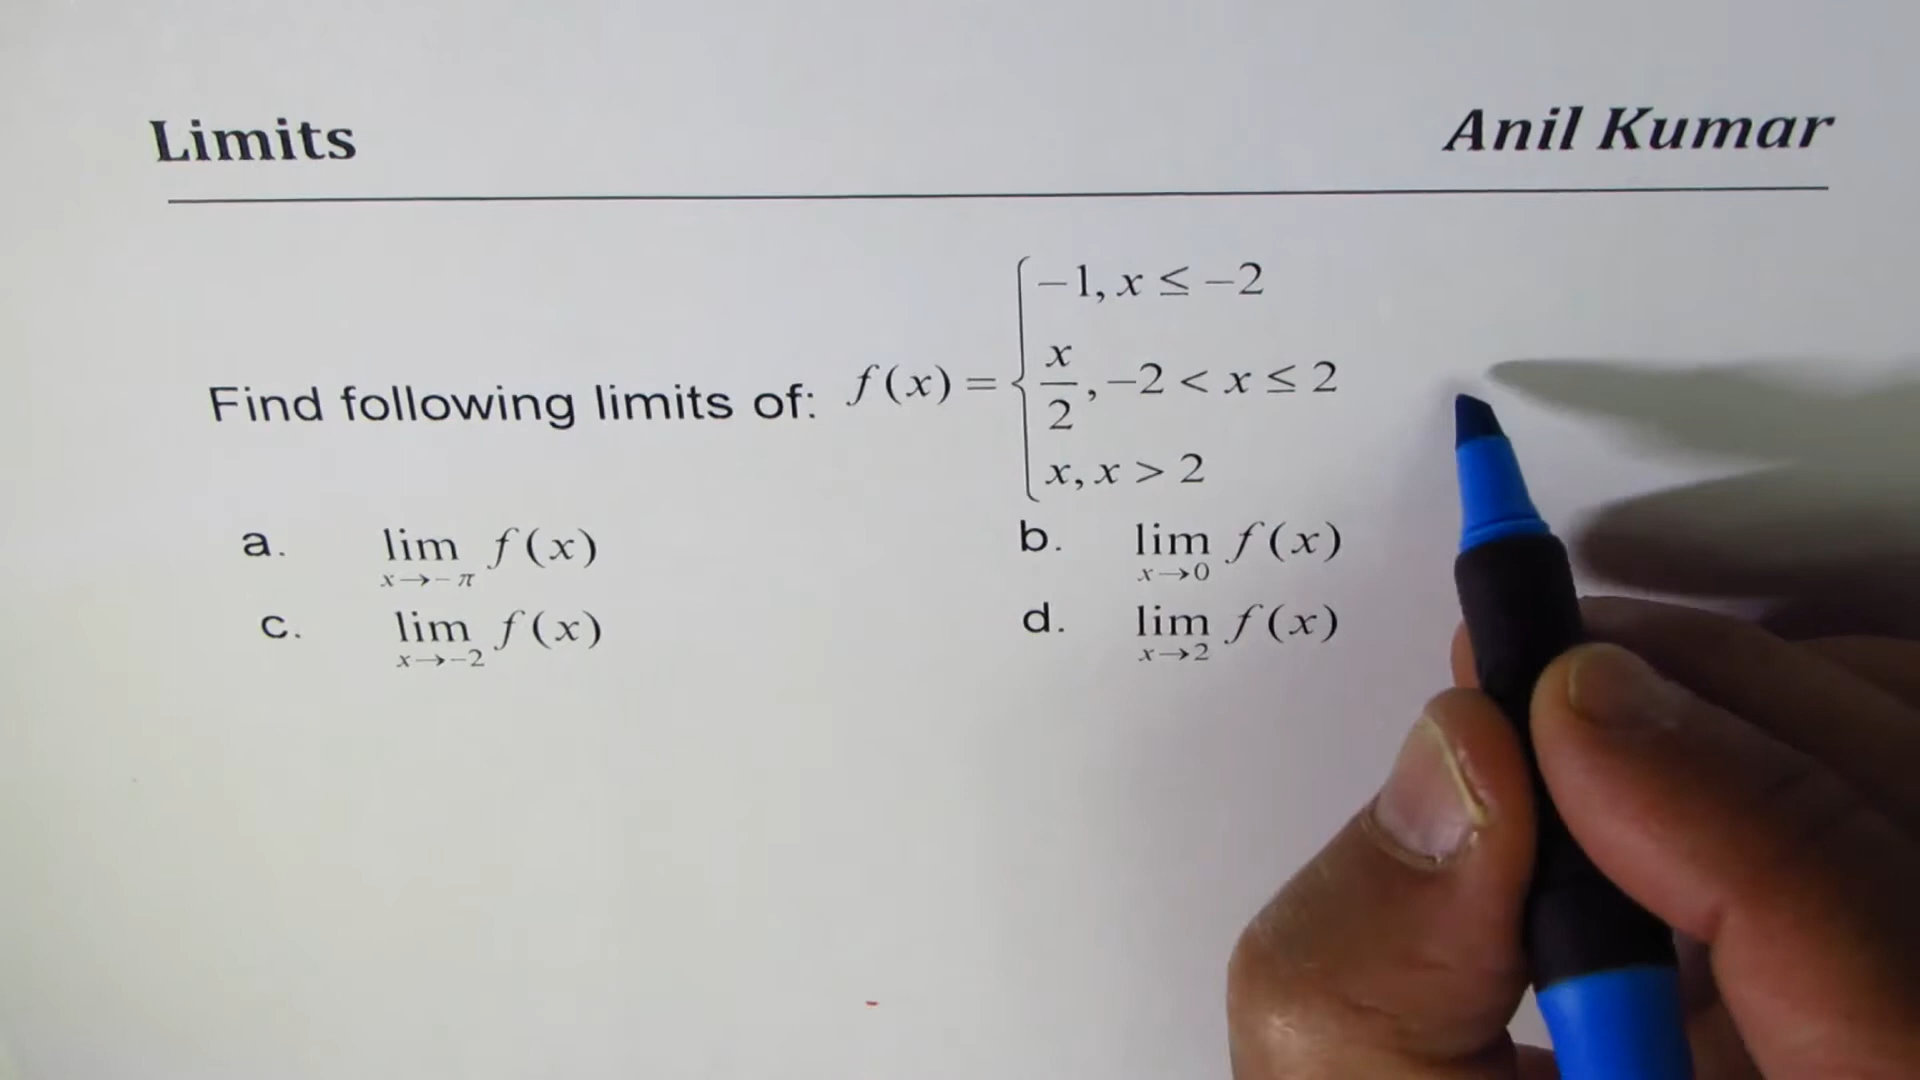 Limits Anil Kumar
Find following limits of: f(x) = { −1, x ≤ −2
x/2, −2 < x ≤ 2
x, x > 2
a. lim x→−π f(x) b. lim x→0 f(x)
c. lim x→−2 f(x) d. lim x→2 f(x)